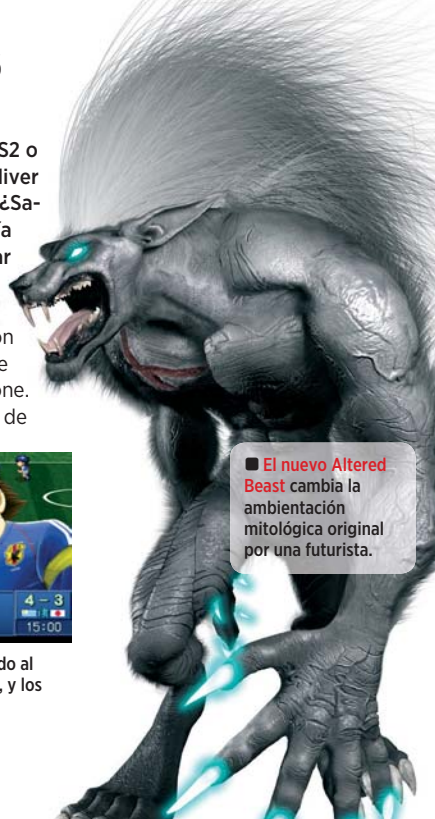 S2 o
liver
¿Sa-
ía
ar
on
e
one.
de
El nuevo Altered
Beast cambia la
ambientación
mitológica original
por una futurista.
4 – 3
15:00
do al
, y los